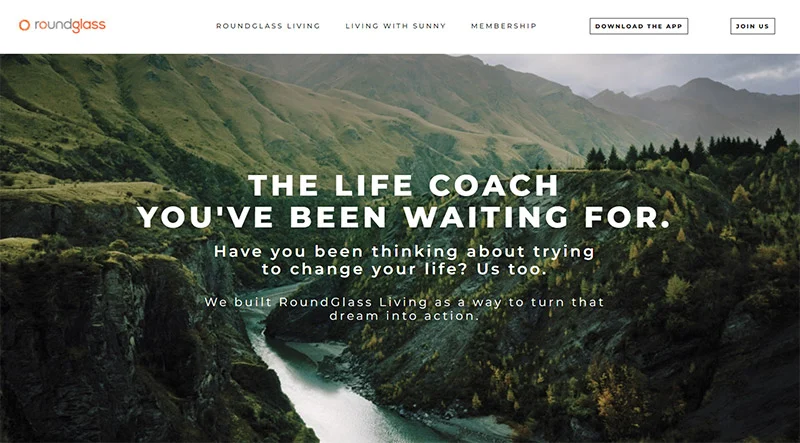 roundglass
ROUNDGLASS LIVING
LIVING WITH SUNNY
MEMBERSHIP
DOWNLOAD THE APP
JOIN US
THE LIFE COACH
YOU'VE BEEN WAITING FOR.
Have you been thinking about trying
to change your life? Us too.
We built RoundGlass Living as a way to turn that
dream into action.